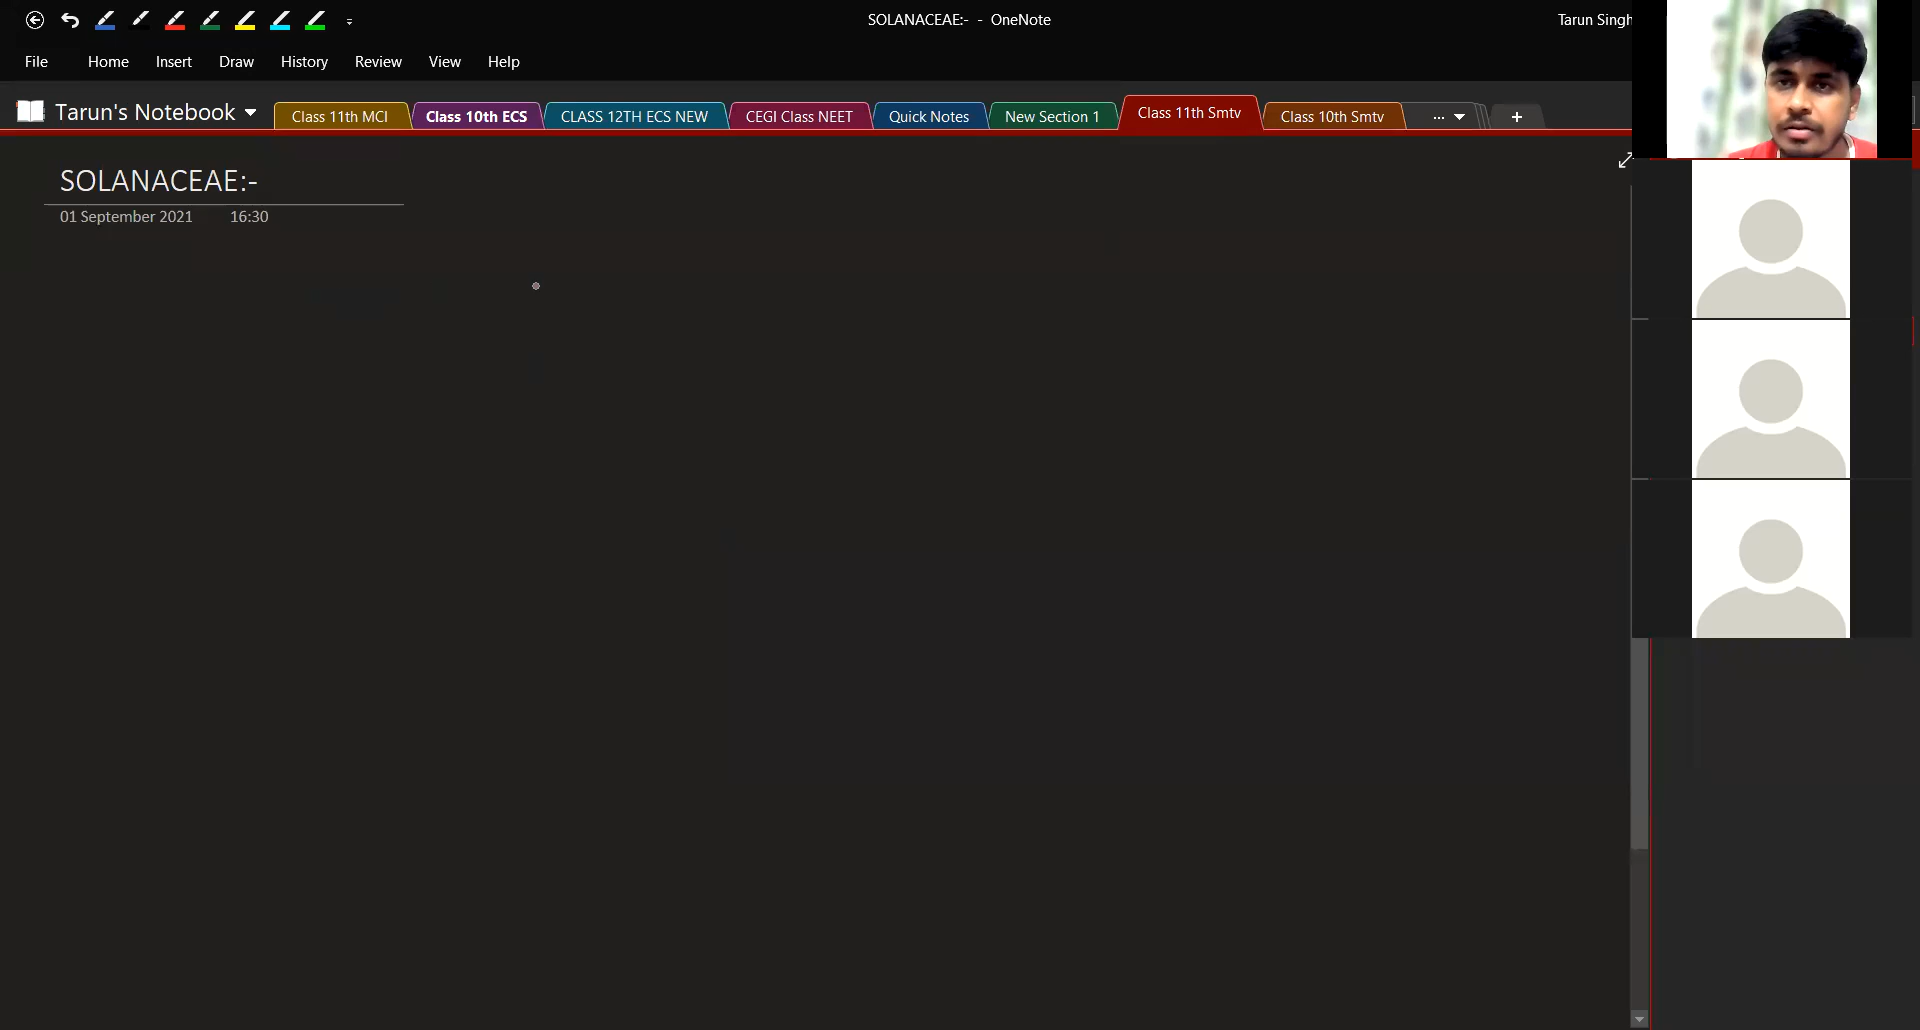 SOLANACEAE:- - OneNote
Tarun Singh
File Home Insert Draw History Review View Help
Tarun's Notebook
Class 11th MCI
Class 10th ECS
CLASS 12TH ECS NEW
CEGI Class NEET
Quick Notes
New Section 1
Class 11th Smtv
Class 10th Smtv
...
+
SOLANACEAE:-
01 September 2021 16:30